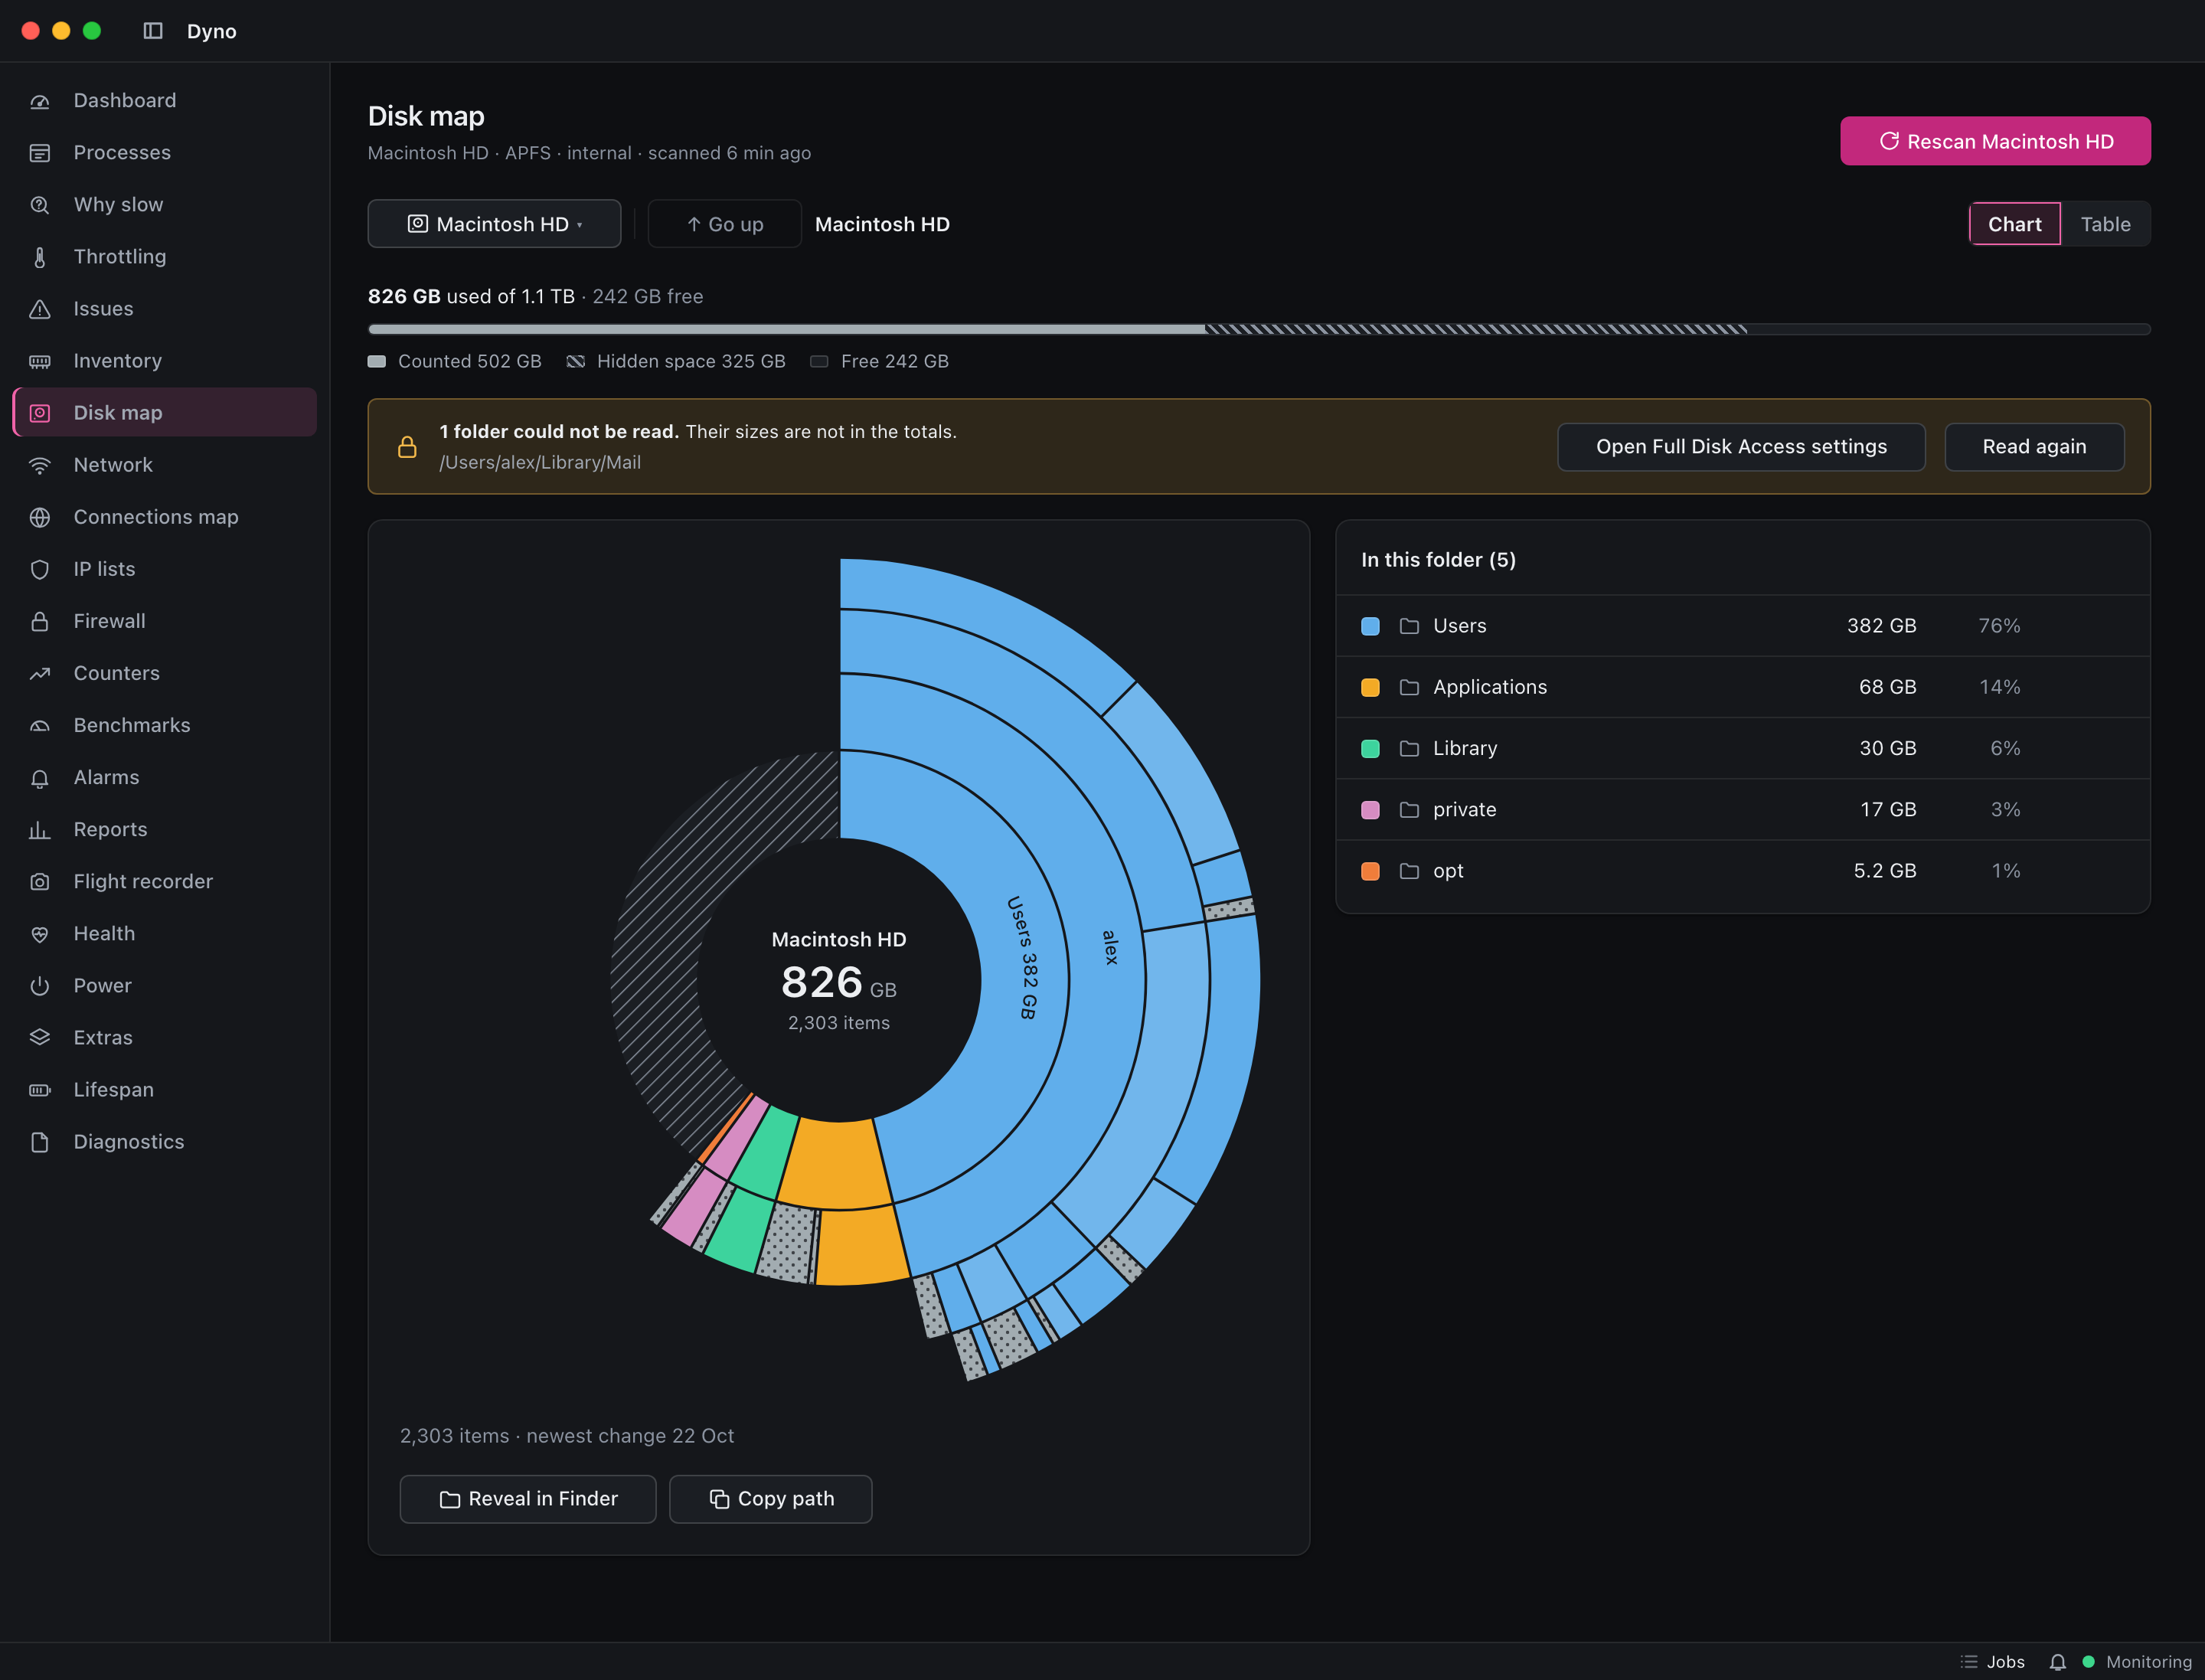 Dyno
Dashboard
Processes
Why slow
Throttling
Issues
Inventory
Disk map
Network
Connections map
IP lists
Firewall
Counters
Benchmarks
Alarms
Reports
Flight recorder
Health
Power
Extras
Lifespan
Diagnostics
Disk map
Macintosh HD · APFS · internal · scanned 6 min ago
Rescan Macintosh HD
Macintosh HD
Go up
Macintosh HD
Chart
Table
826 GB used of 1.1 TB · 242 GB free
Counted 502 GB
Hidden space 325 GB
Free 242 GB
1 folder could not be read. Their sizes are not in the totals.
/Users/alex/Library/Mail
Open Full Disk Access settings
Read again
Users 382 GB
alex
Macintosh HD
826 GB
2,303 items
2,303 items · newest change 22 Oct
Reveal in Finder
Copy path
In this folder (5)
Users 382 GB 76%
Applications 68 GB 14%
Library 30 GB 6%
private 17 GB 3%
opt 5.2 GB 1%
Jobs
Monitoring